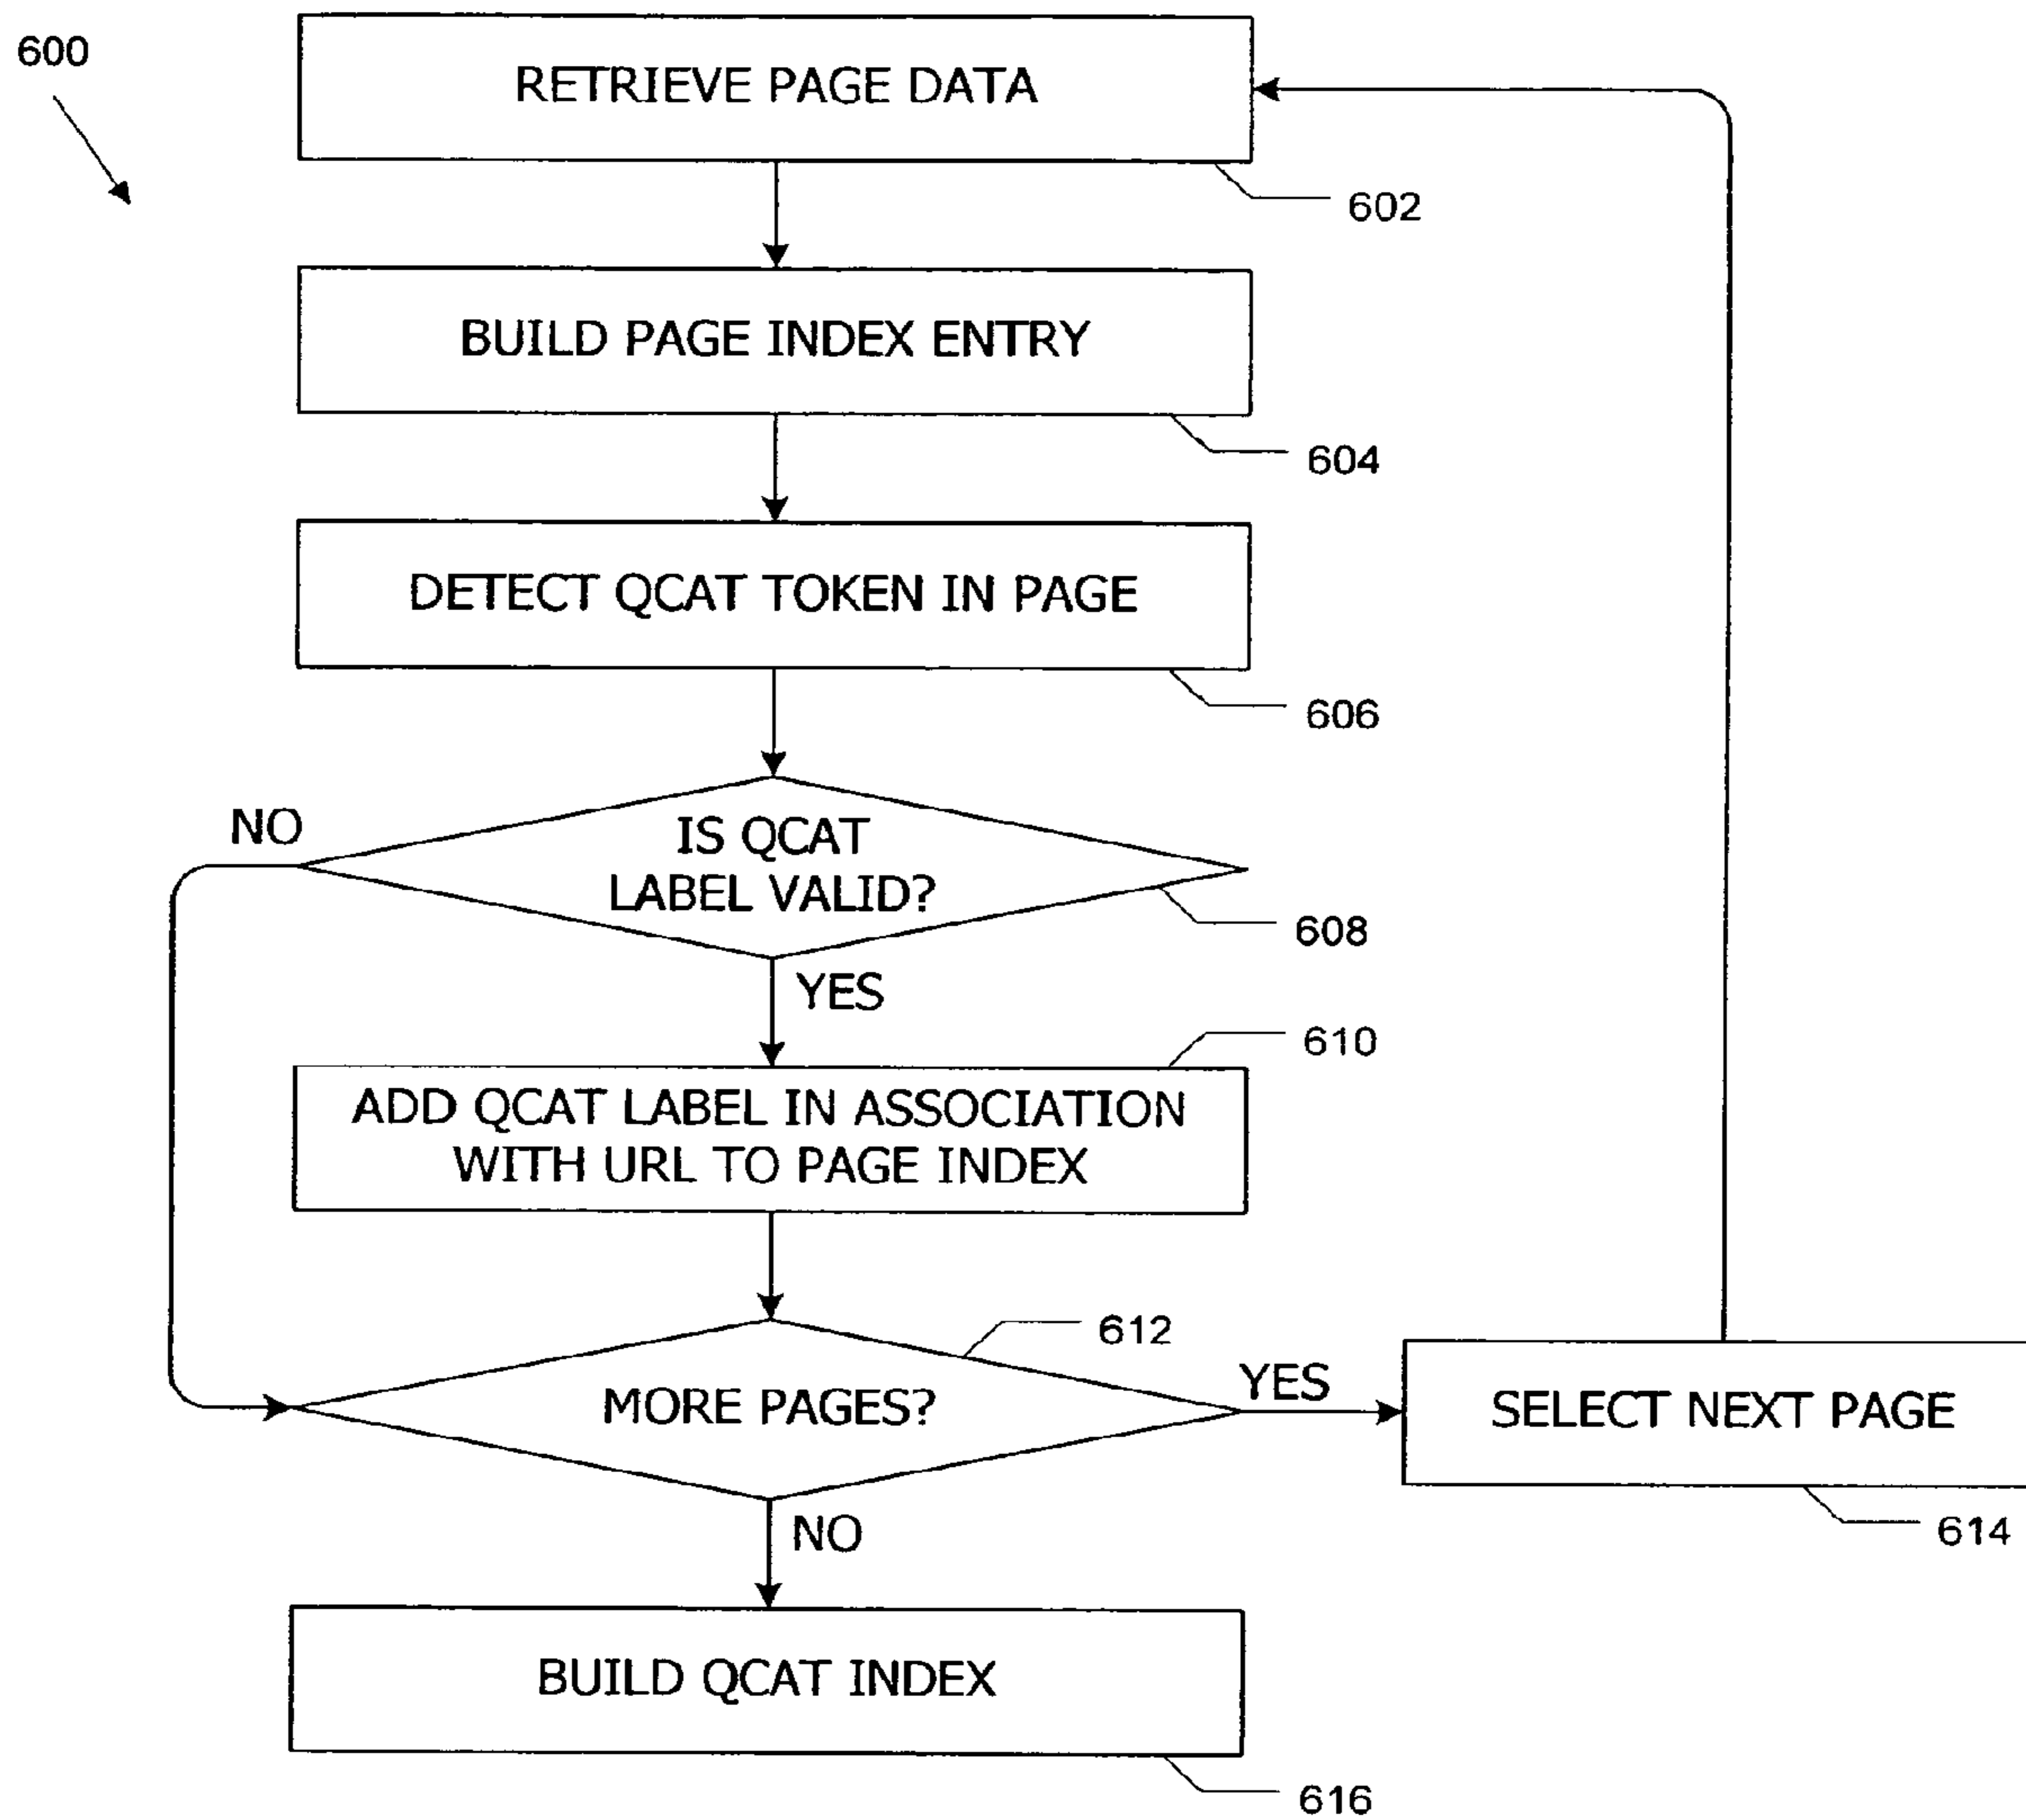 600
RETRIEVE PAGE DATA
602
BUILD PAGE INDEX ENTRY
604
DETECT QCAT TOKEN IN PAGE
606
NO
IS QCAT
LABEL VALID?
608
YES
610
ADD QCAT LABEL IN ASSOCIATION
WITH URL TO PAGE INDEX
612
MORE PAGES?
YES
SELECT NEXT PAGE
614
NO
BUILD QCAT INDEX
616